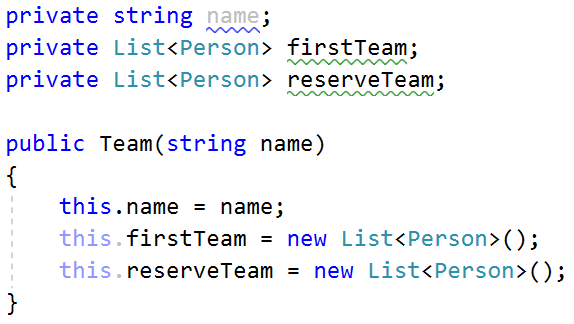 private string name;
private List<Person> firstTeam;
private List<Person> reserveTeam;
public Team(string name)
{
this.name = name;
this.firstTeam = new List<Person>();
this.reserveTeam = new List<Person>();
}